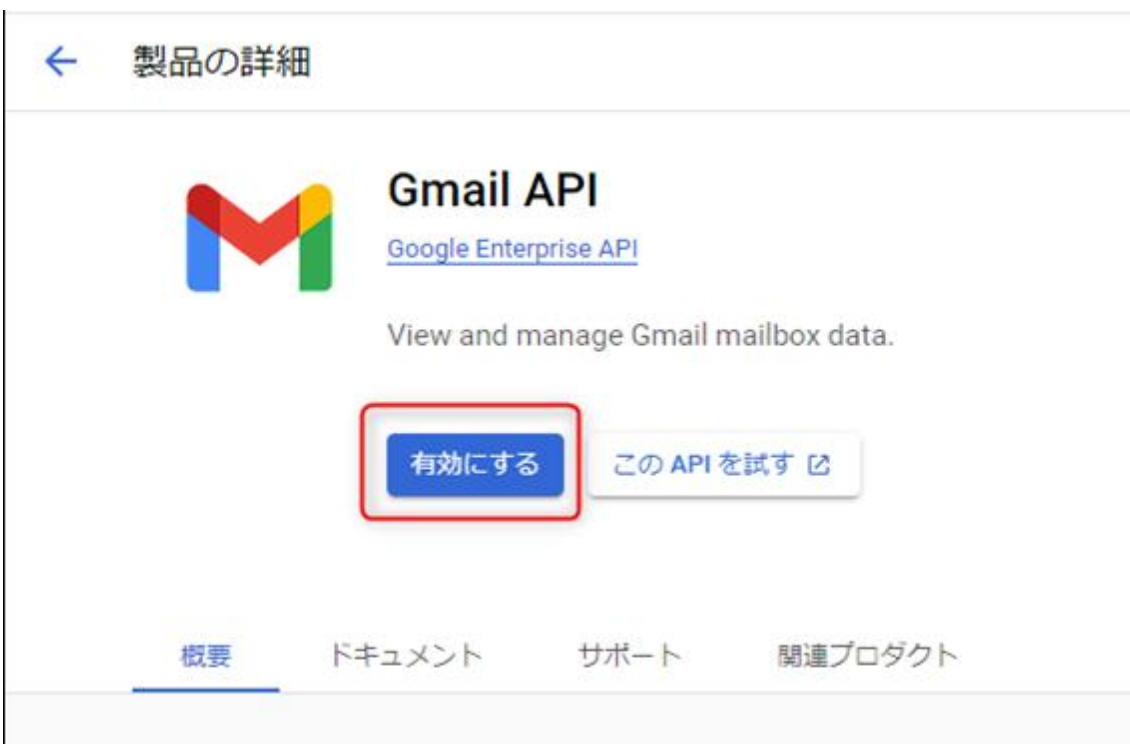 製品の詳細
Gmail API
Google Enterprise API
View and manage Gmail mailbox data.
有効にする
この API を試す
概要 ドキュメント サポート 関連プロダクト